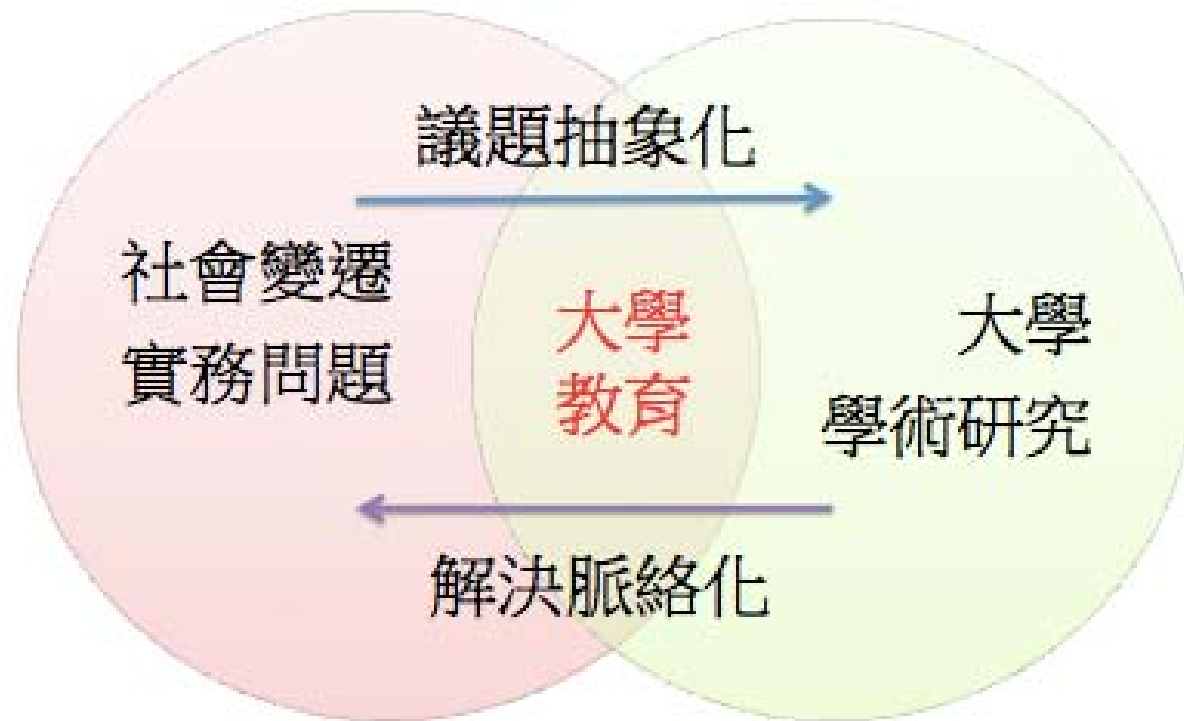 議題抽象化
社會變遷
實務問題
大學
教育
大學
學術研究
解決脈絡化